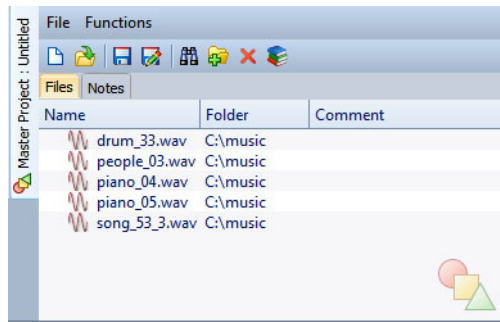 Master Project : Untitled
File Functions
Files Notes
Name Folder Comment
drum_33.wav C:\music
people_03.wav C:\music
piano_04.wav C:\music
piano_05.wav C:\music
song_53_3.wav C:\music